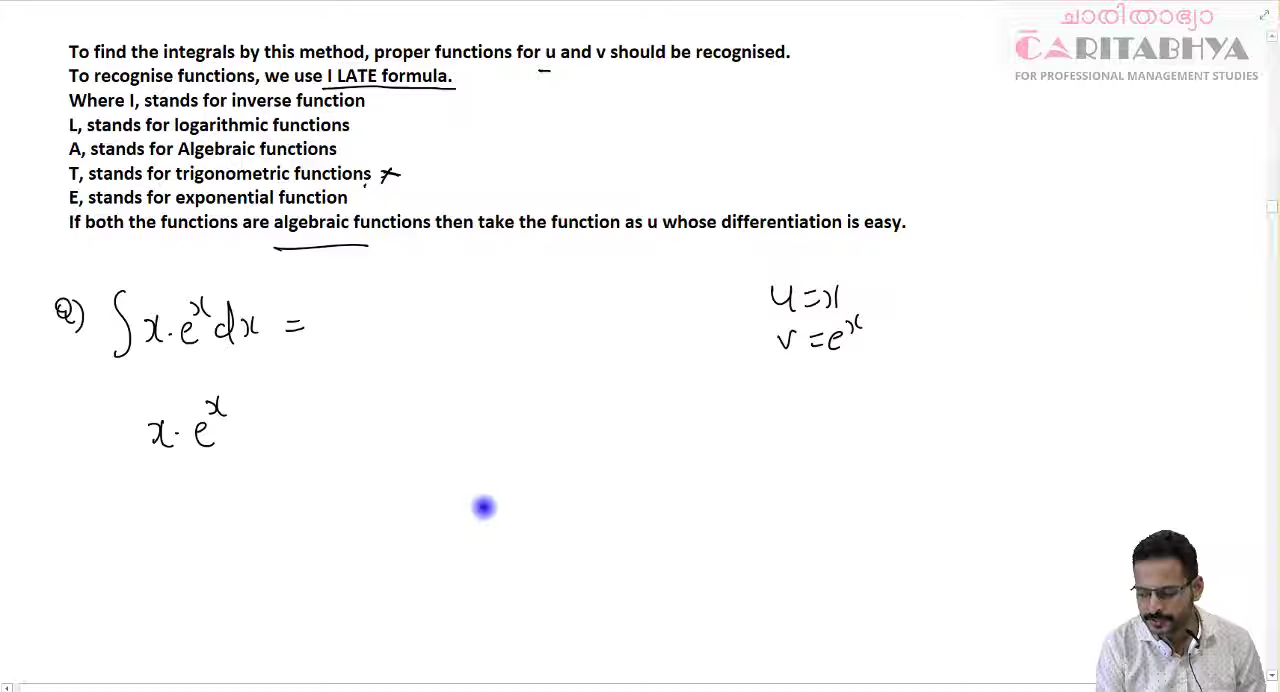 ചാരിതാഭ്യാ
CARITABHYA
FOR PROFESSIONAL MANAGEMENT STUDIES
To find the integrals by this method, proper functions for u and v should be recognised.
To recognise functions, we use I LATE formula.
Where I, stands for inverse function
L, stands for logarithmic functions
A, stands for Algebraic functions
T, stands for trigonometric functions
E, stands for exponential function
If both the functions are algebraic functions then take the function as u whose differentiation is easy.
Q) ∫ x · e^x dx =
u = x
v = e^x
x · e^x